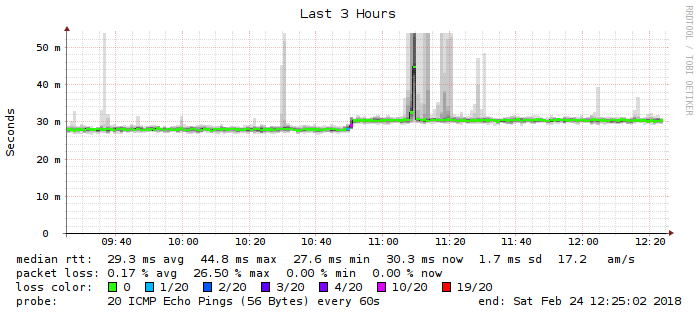 Last 3 Hours
RRDTOOL / TOBI OETIKER
Seconds
50 m
40 m
30 m
20 m
10 m
0
09:40 10:00 10:20 10:40 11:00 11:20 11:40 12:00 12:20
median rtt: 29.3 ms avg 44.8 ms max 27.6 ms min 30.3 ms now 1.7 ms sd 17.2 am/s
packet loss: 0.17 % avg 26.50 % max 0.00 % min 0.00 % now
loss color: 0 1/20 2/20 3/20 4/20 10/20 19/20
probe: 20 ICMP Echo Pings (56 Bytes) every 60s end: Sat Feb 24 12:25:02 2018